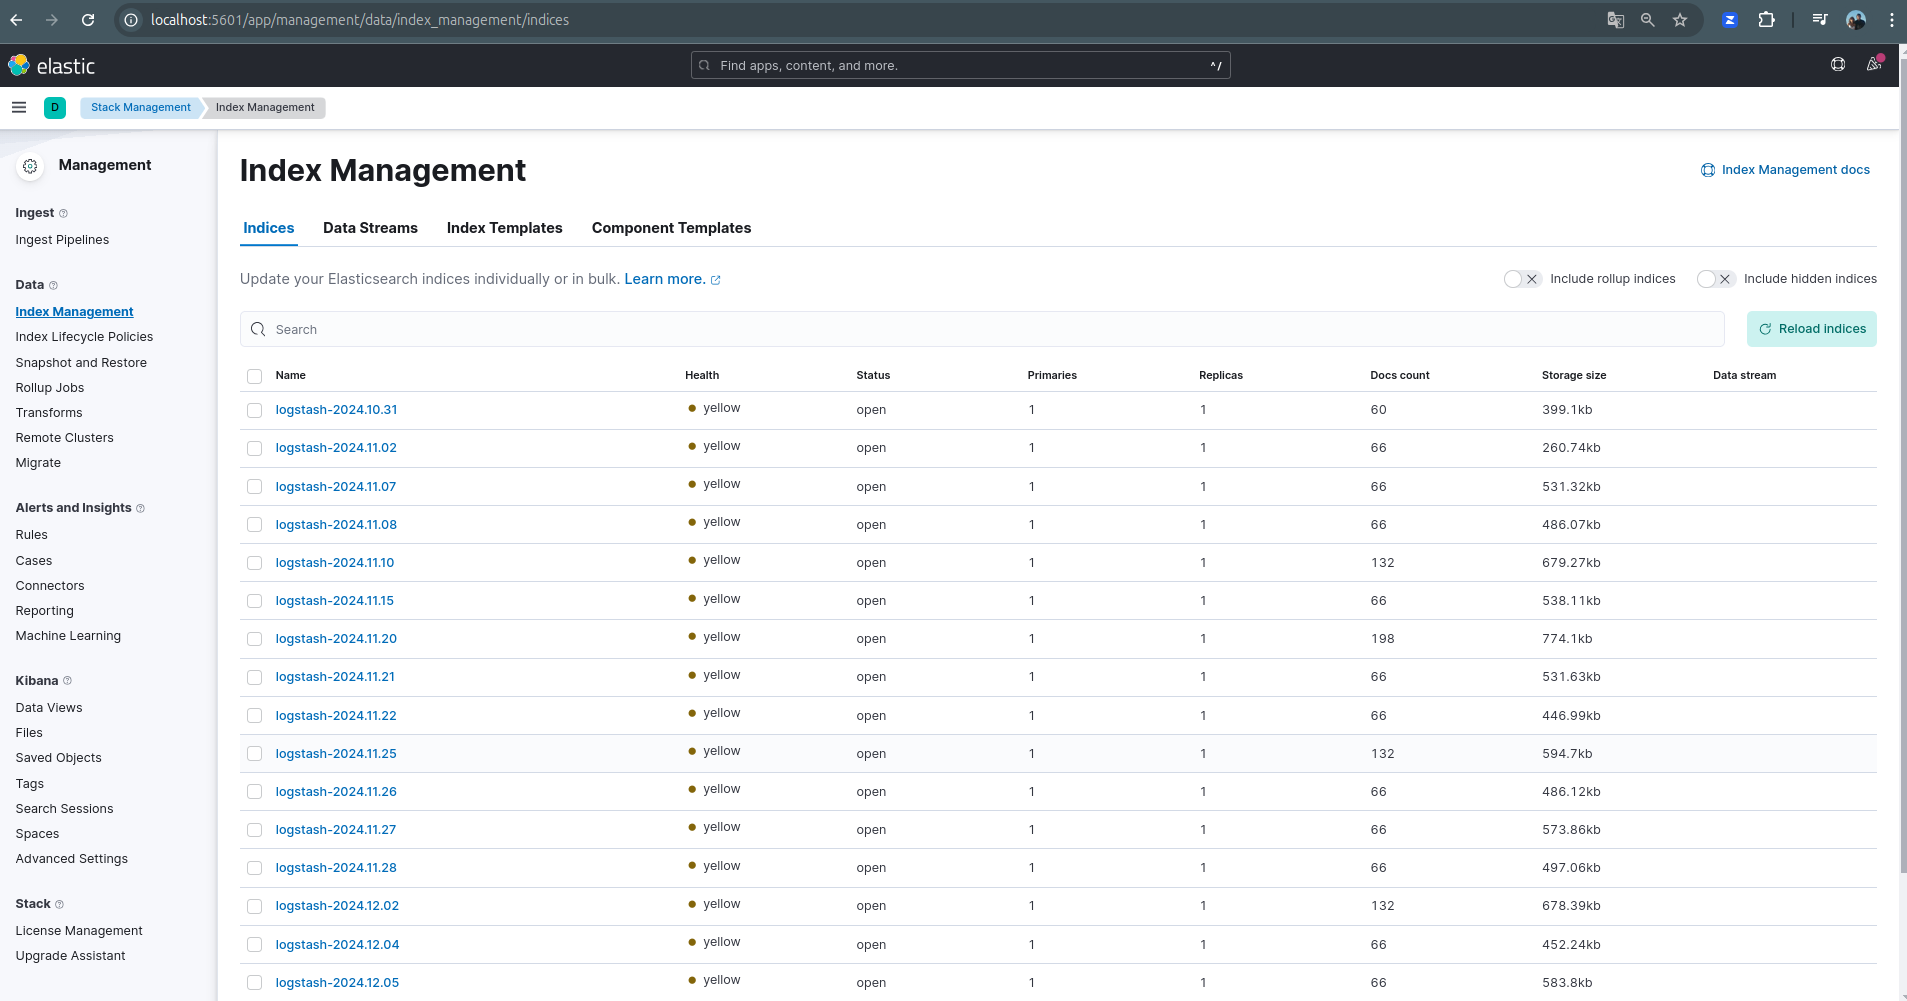 localhost:5601/app/management/data/index_management/indices
elastic
Find apps, content, and more. ^/
D Stack Management Index Management
Management
Ingest
Ingest Pipelines
Data
Index Management
Index Lifecycle Policies
Snapshot and Restore
Rollup Jobs
Transforms
Remote Clusters
Migrate
Alerts and Insights
Rules
Cases
Connectors
Reporting
Machine Learning
Kibana
Data Views
Files
Saved Objects
Tags
Search Sessions
Spaces
Advanced Settings
Stack
License Management
Upgrade Assistant
Index Management
Index Management docs
Indices Data Streams Index Templates Component Templates
Update your Elasticsearch indices individually or in bulk. Learn more.
Include rollup indices Include hidden indices
Search
Reload indices
Name Health Status Primaries Replicas Docs count Storage size Data stream
logstash-2024.10.31 yellow open 1 1 60 399.1kb
logstash-2024.11.02 yellow open 1 1 66 260.74kb
logstash-2024.11.07 yellow open 1 1 66 531.32kb
logstash-2024.11.08 yellow open 1 1 66 486.07kb
logstash-2024.11.10 yellow open 1 1 132 679.27kb
logstash-2024.11.15 yellow open 1 1 66 538.11kb
logstash-2024.11.20 yellow open 1 1 198 774.1kb
logstash-2024.11.21 yellow open 1 1 66 531.63kb
logstash-2024.11.22 yellow open 1 1 66 446.99kb
logstash-2024.11.25 yellow open 1 1 132 594.7kb
logstash-2024.11.26 yellow open 1 1 66 486.12kb
logstash-2024.11.27 yellow open 1 1 66 573.86kb
logstash-2024.11.28 yellow open 1 1 66 497.06kb
logstash-2024.12.02 yellow open 1 1 132 678.39kb
logstash-2024.12.04 yellow open 1 1 66 452.24kb
logstash-2024.12.05 yellow open 1 1 66 583.8kb